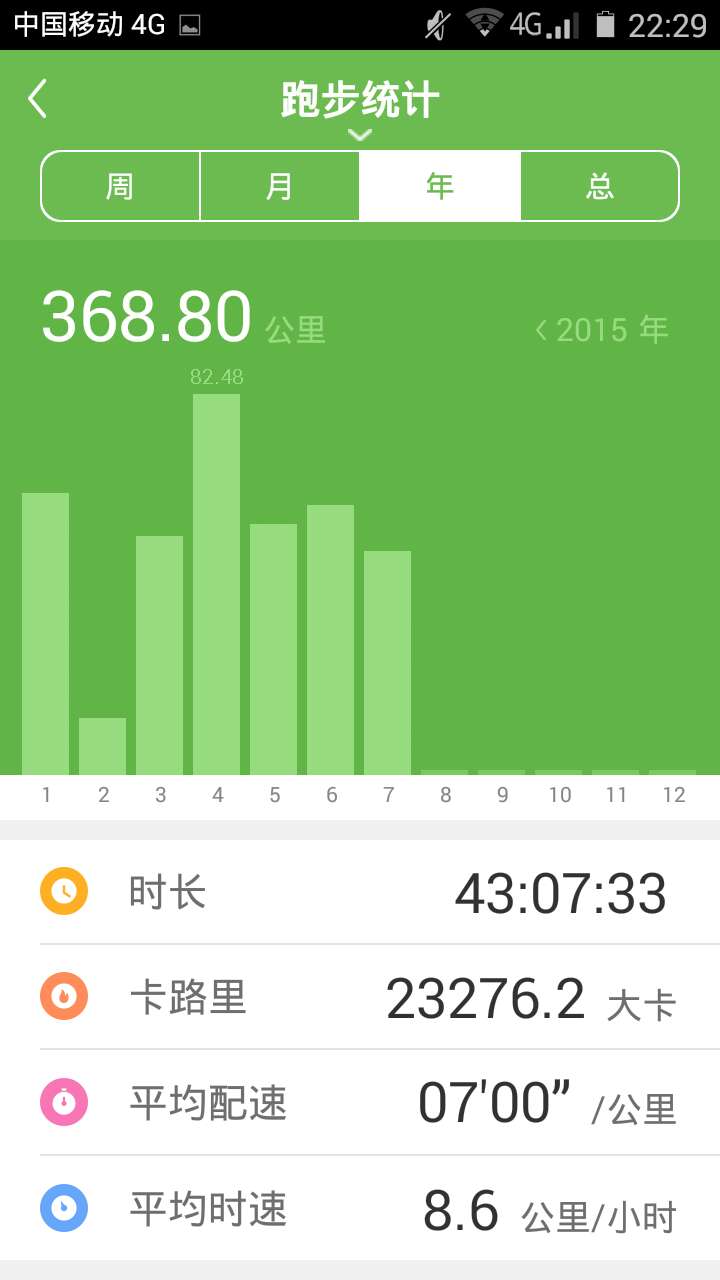 中国移动 4G 4G 22:29
跑步统计
周 月 年 总
368.80 公里 2015 年
82.48
1 2 3 4 5 6 7 8 9 10 11 12
时长 43:07:33
卡路里 23276.2 大卡
平均配速 07'00” /公里
平均时速 8.6 公里/小时